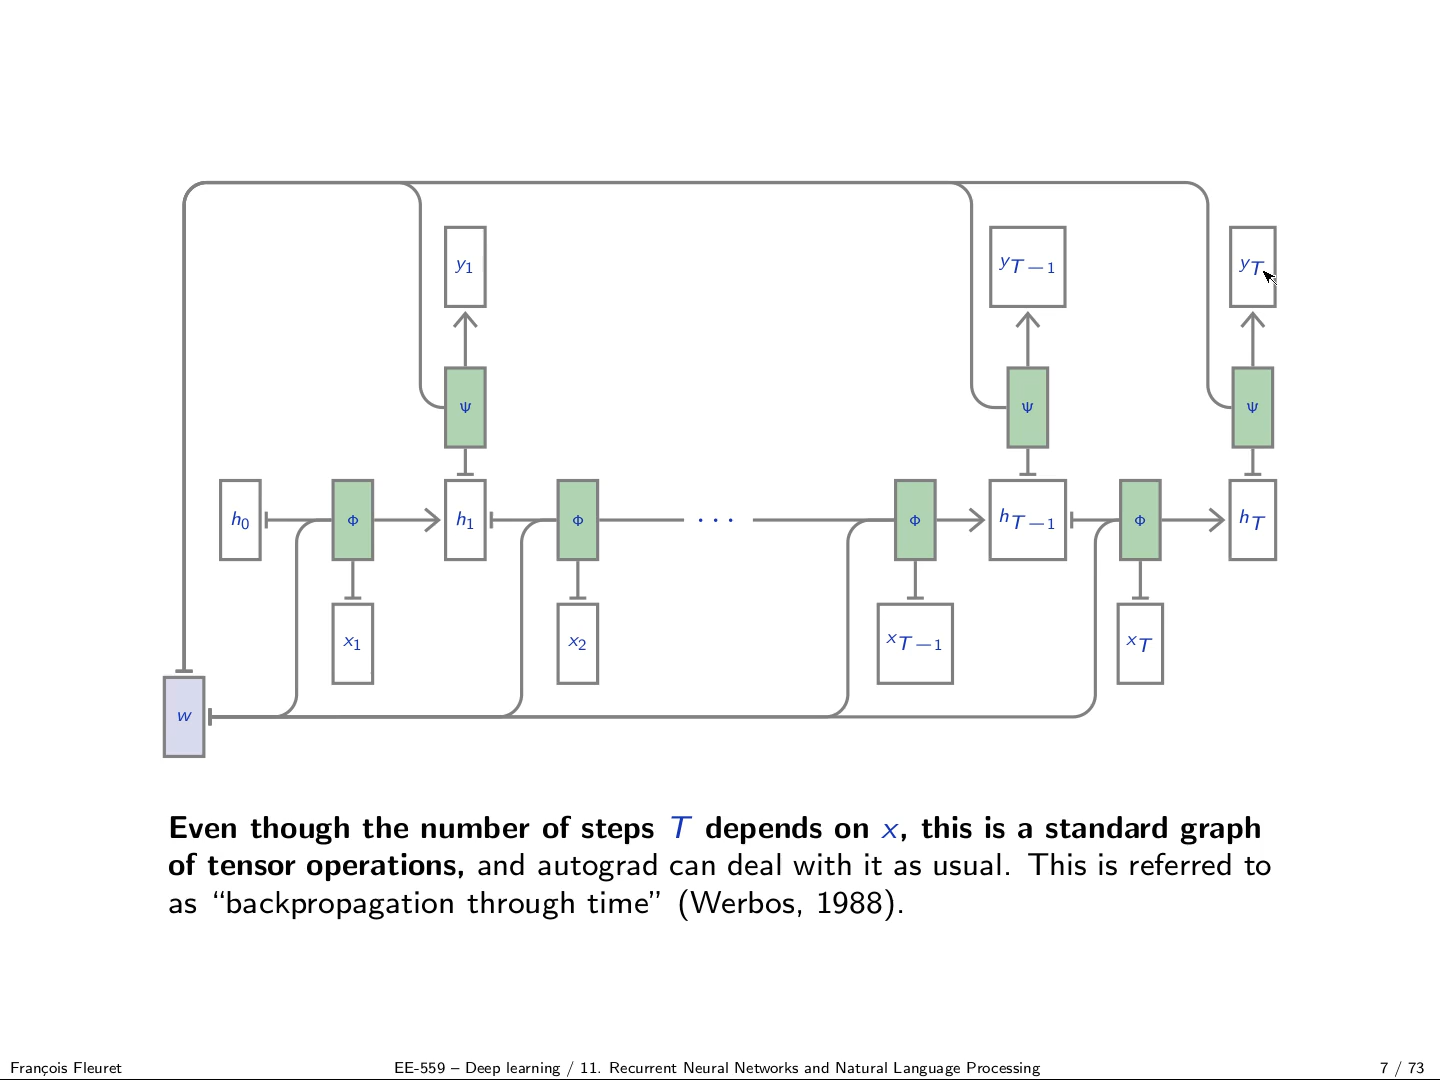 y1
yT−1
yT
Ψ
Ψ
Ψ
h0
Φ
h1
Φ
· · ·
Φ
hT−1
Φ
hT
x1
x2
xT−1
xT
w
Even though the number of steps T depends on x, this is a standard graph
of tensor operations, and autograd can deal with it as usual. This is referred to
as “backpropagation through time” (Werbos, 1988).
François Fleuret
EE-559 – Deep learning / 11. Recurrent Neural Networks and Natural Language Processing
7 / 73